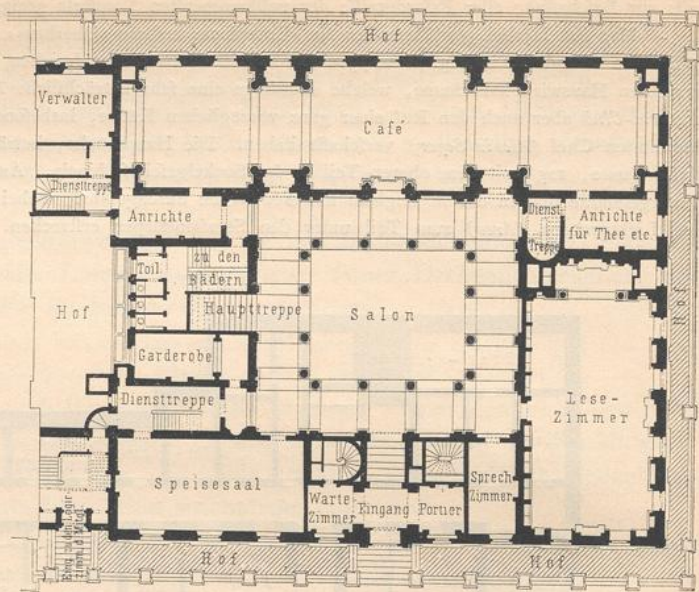 Hof
Verwalter
Café
Diensttreppe
Anrichte
Dienst
Treppe
Anrichte
für Thee etc.
Toil.
zu den
Bädern
Hof
Haupttreppe
Salon
Hof
Garderobe
Diensttreppe
Lese-
Zimmer
Speisesaal
Warte
Zimmer
Eingang
Portier
Sprech
Zimmer
Hof
Hof